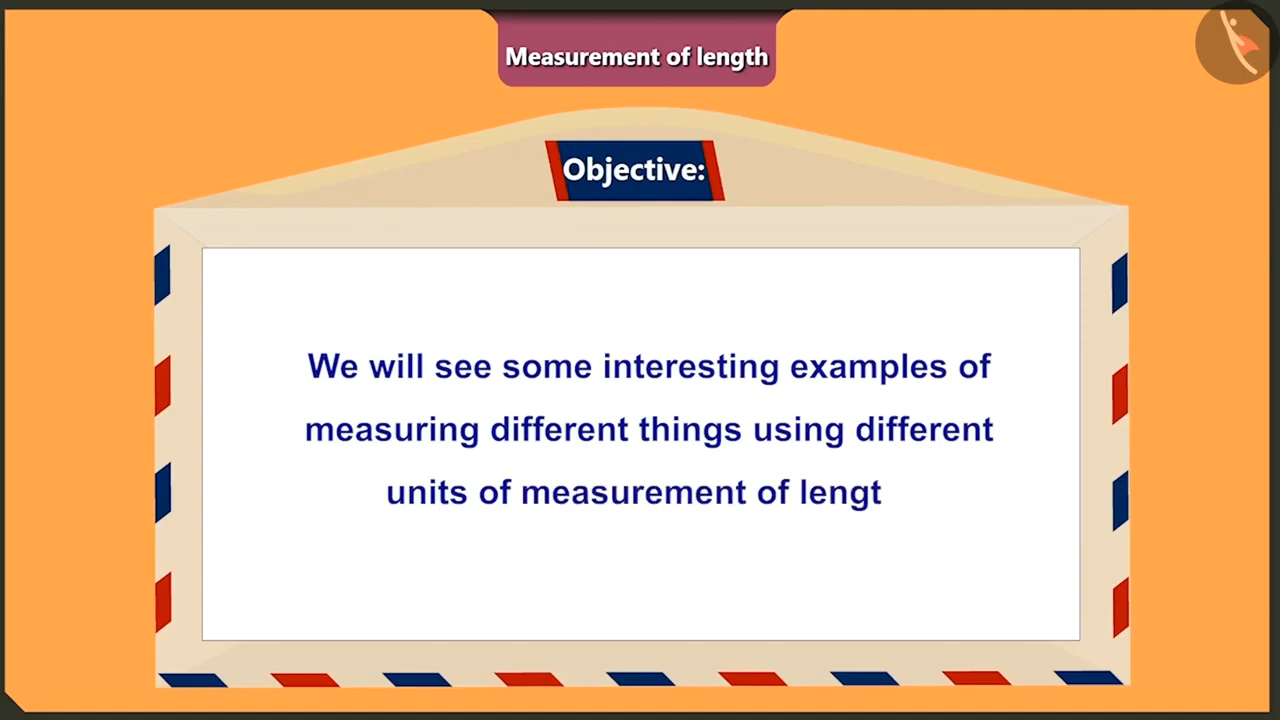 Measurement of length
Objective:
We will see some interesting examples of
measuring different things using different
units of measurement of lengt